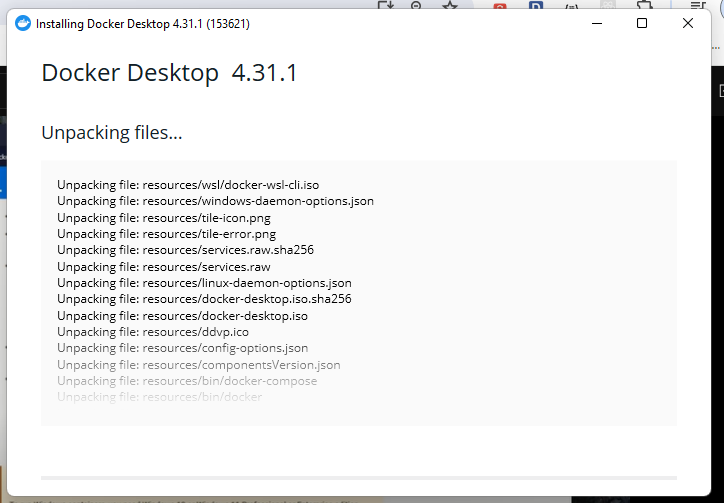 Installing Docker Desktop 4.31.1 (153621)
Docker Desktop 4.31.1
Unpacking files...
Unpacking file: resources/wsl/docker-wsl-cli.iso
Unpacking file: resources/windows-daemon-options.json
Unpacking file: resources/tile-icon.png
Unpacking file: resources/tile-error.png
Unpacking file: resources/services.raw.sha256
Unpacking file: resources/services.raw
Unpacking file: resources/linux-daemon-options.json
Unpacking file: resources/docker-desktop.iso.sha256
Unpacking file: resources/docker-desktop.iso
Unpacking file: resources/ddvp.ico
Unpacking file: resources/config-options.json
Unpacking file: resources/componentsVersion.json
Unpacking file: resources/bin/docker-compose
Unpacking file: resources/bin/docker